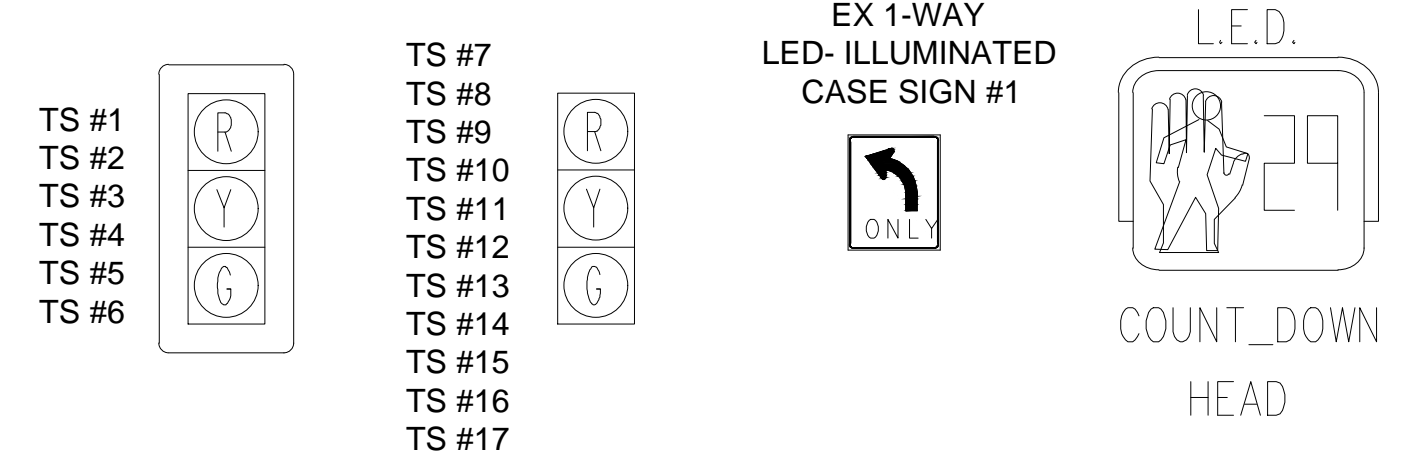 TS #1
TS #2
TS #3
TS #4
TS #5
TS #6
R
Y
G
TS #7
TS #8
TS #9
TS #10
TS #11
TS #12
TS #13
TS #14
TS #15
TS #16
TS #17
R
Y
G
EX 1-WAY
LED- ILLUMINATED
CASE SIGN #1
ONLY
L.E.D.
29
COUNT_DOWN
HEAD